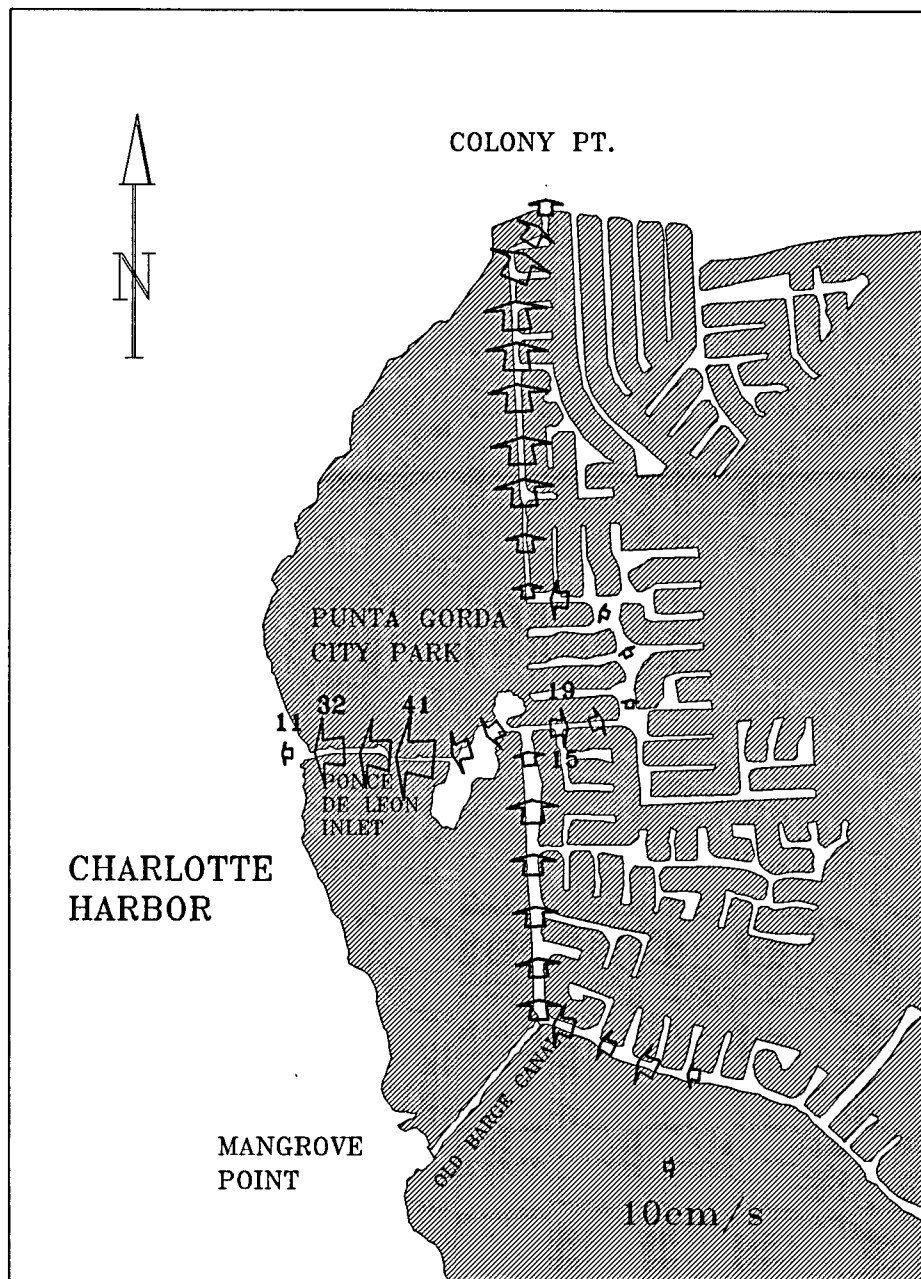 COLONY PT.
N
PUNTA GORDA
CITY PARK
19
32
41
11
15
PONCE
DE LEON
INLET
CHARLOTTE
HARBOR
OLD BARGE CANAL
MANGROVE
POINT
10cm/s